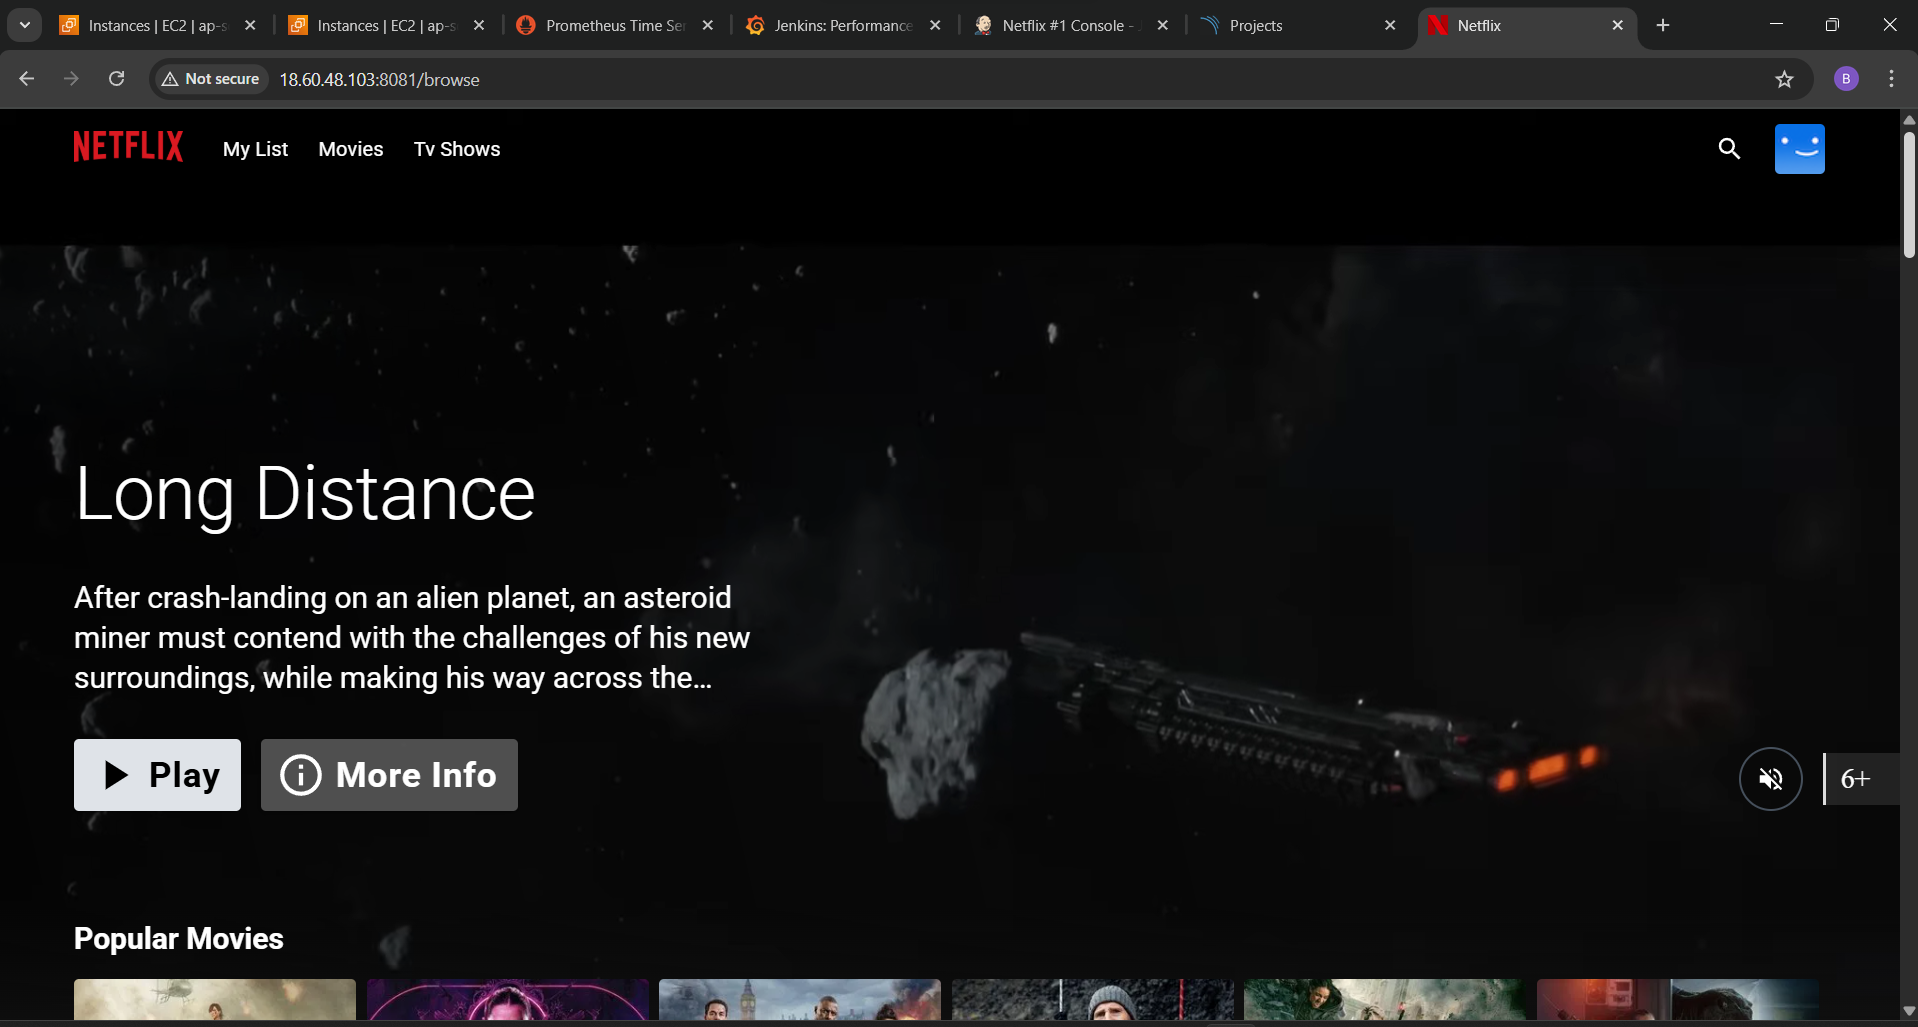 Instances | EC2 | ap-s
Instances | EC2 | ap-s
Prometheus Time Ser
Jenkins: Performance
Netflix #1 Console -
Projects
Netflix
Not secure
18.60.48.103:8081/browse
B
NETFLIX
My List
Movies
Tv Shows
Long Distance
After crash-landing on an alien planet, an asteroid
miner must contend with the challenges of his new
surroundings, while making his way across the...
Play
More Info
6+
Popular Movies